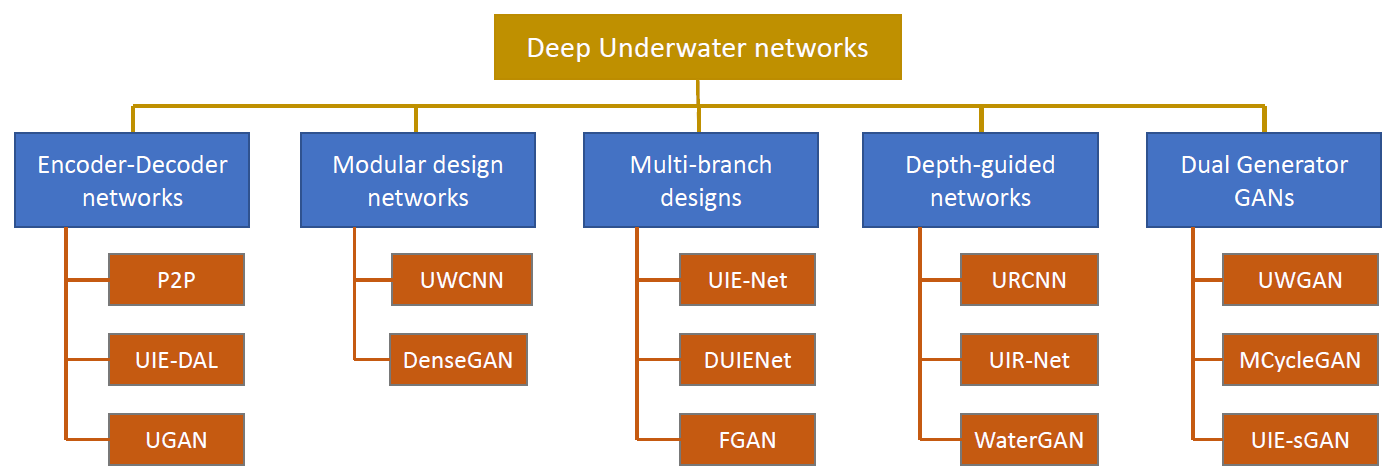 Deep Underwater networks
Encoder-Decoder
networks
P2P
UIE-DAL
UGAN
Modular design
networks
UWCNN
DenseGAN
Multi-branch
designs
UIE-Net
DUIENet
FGAN
Depth-guided
networks
URCNN
UIR-Net
WaterGAN
Dual Generator
GANs
UWGAN
MCycleGAN
UIE-sGAN